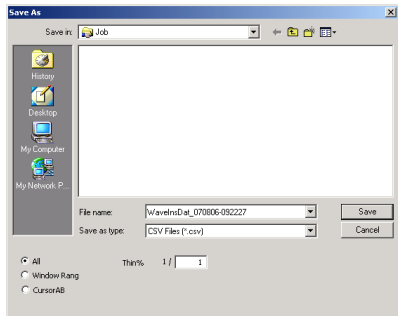 Save As
Save in: Job
History
Desktop
My Computer
My Network P...
File name: WaveInsDat_070806-092227 Save
Save as type: CSV Files (*.csv) Cancel
All Thin% 1 / 1
Window Rang
CursorAB